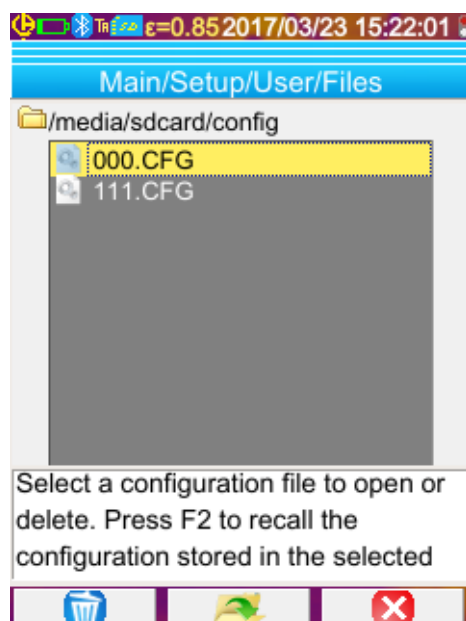 ε=0.85 2017/03/23 15:22:01
Main/Setup/User/Files
/media/sdcard/config
000.CFG
111.CFG
Select a configuration file to open or
delete. Press F2 to recall the
configuration stored in the selected